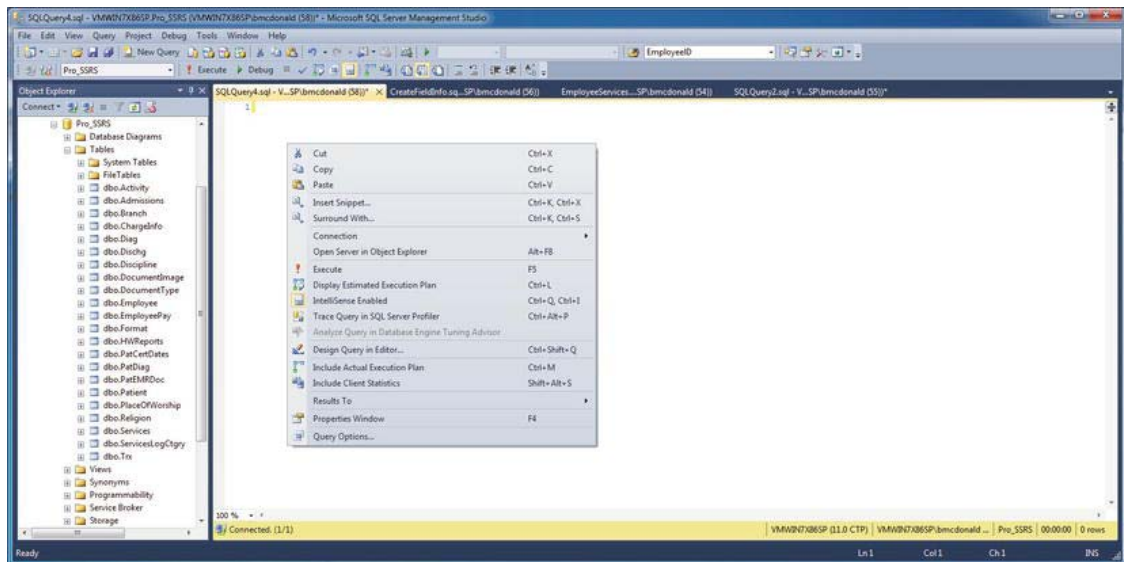 SQLQuery4.sql - VMWIN7X86SP.Pro_SSRS (VMWIN7X86SP\bmcdonald (58))* - Microsoft SQL Server Management Studio
File Edit View Query Project Debug Tools Window Help
New Query EmployeeID
Pro_SSRS Execute Debug
Object Explorer SQLQuery4.sql - V...SP\bmcdonald (58))* CreateFieldInfo.sq...SP\bmcdonald (56)) EmployeeServices....SP\bmcdonald (54)) SQLQuery2.sql - V...SP\bmcdonald (55))*
Connect 1
Pro_SSRS
Database Diagrams
Tables
System Tables
FileTables
dbo.Activity
dbo.Admissions
dbo.Branch
dbo.ChargeInfo
dbo.Diag
dbo.Dischg
dbo.Discipline
dbo.DocumentImage
dbo.DocumentType
dbo.Employee
dbo.EmployeePay
dbo.Format
dbo.HWReports
dbo.PatCertDates
dbo.PatDiag
dbo.PatEMRDoc
dbo.Patient
dbo.PlaceOfWorship
dbo.Religion
dbo.Services
dbo.ServicesLogCtgry
dbo.Trx
Views
Synonyms
Programmability
Service Broker
Storage
Cut Ctrl+X
Copy Ctrl+C
Paste Ctrl+V
Insert Snippet... Ctrl+K, Ctrl+X
Surround With... Ctrl+K, Ctrl+S
Connection
Open Server in Object Explorer Alt+F8
Execute F5
Display Estimated Execution Plan Ctrl+L
IntelliSense Enabled Ctrl+Q, Ctrl+I
Trace Query in SQL Server Profiler Ctrl+Alt+P
Analyze Query in Database Engine Tuning Advisor
Design Query in Editor... Ctrl+Shift+Q
Include Actual Execution Plan Ctrl+M
Include Client Statistics Shift+Alt+S
Results To
Properties Window F4
Query Options...
100 %
Connected. (1/1) VMWIN7X86SP (11.0 CTP) VMWIN7X86SP\bmcdonald ... Pro_SSRS 00:00:00 0 rows
Ready Ln 1 Col 1 Ch 1 INS